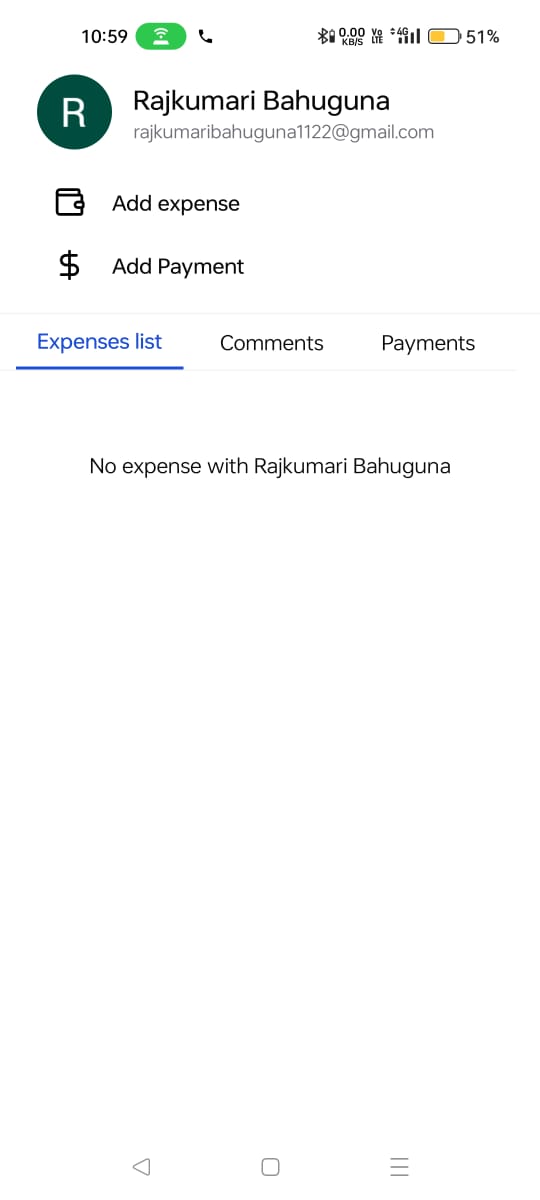 10:59 0.00 KB/S Vo LTE 4G 51%
R
Rajkumari Bahuguna
rajkumaribahuguna1122@gmail.com
Add expense
$ Add Payment
Expenses list Comments Payments
No expense with Rajkumari Bahuguna